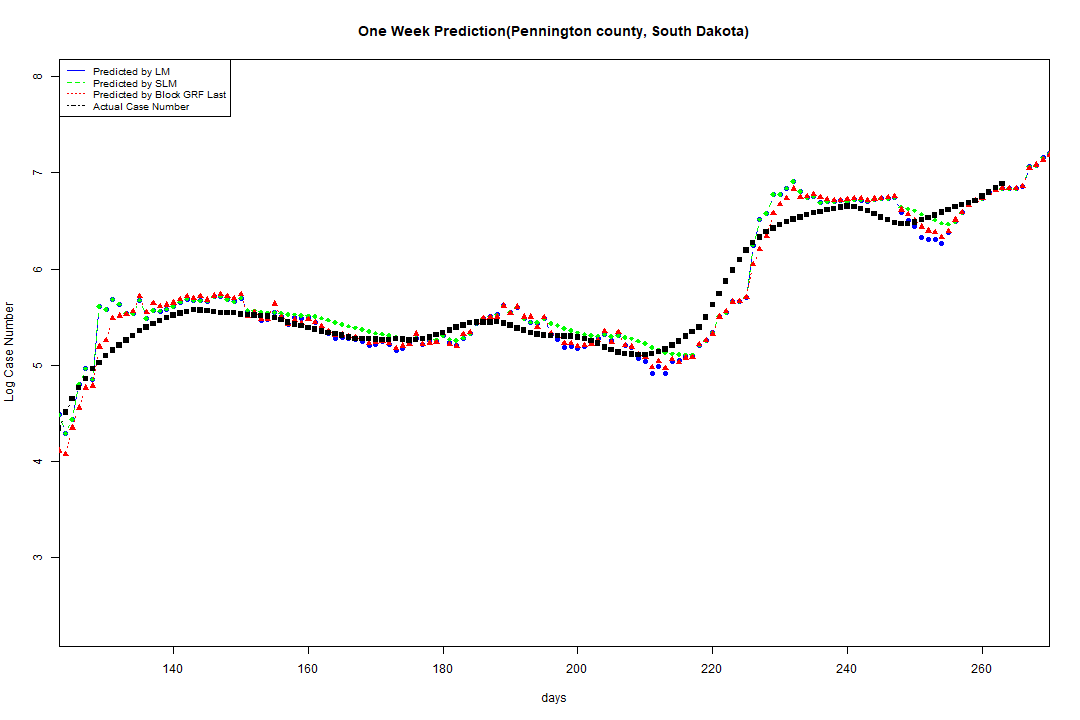 One Week Prediction(Pennington county, South Dakota)
Predicted by LM
Predicted by SLM
Predicted by Block GRF Last
Actual Case Number
8
7
6
5
4
3
Log Case Number
140 160 180 200 220 240 260
days